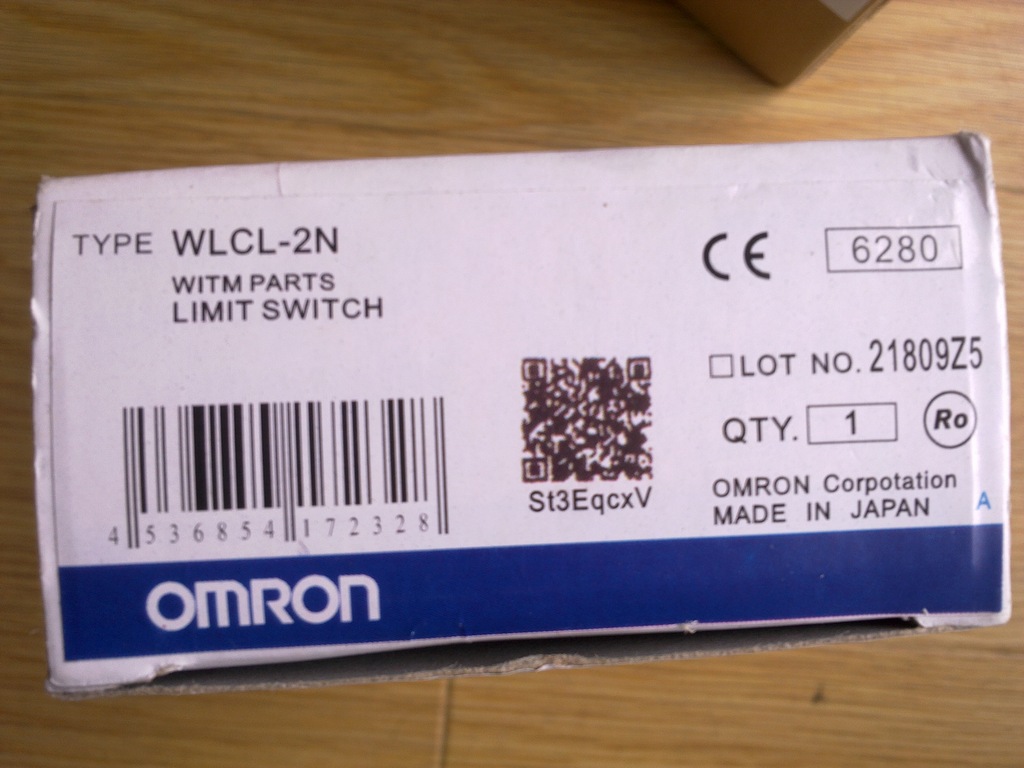 TYPE WLCL-2N
WITM PARTS
LIMIT SWITCH
CE 6280
LOT NO. 21809Z5
QTY. 1 Ro
St3EqcxV
OMRON Corpotation
MADE IN JAPAN A
4 536854 172328
OMRON